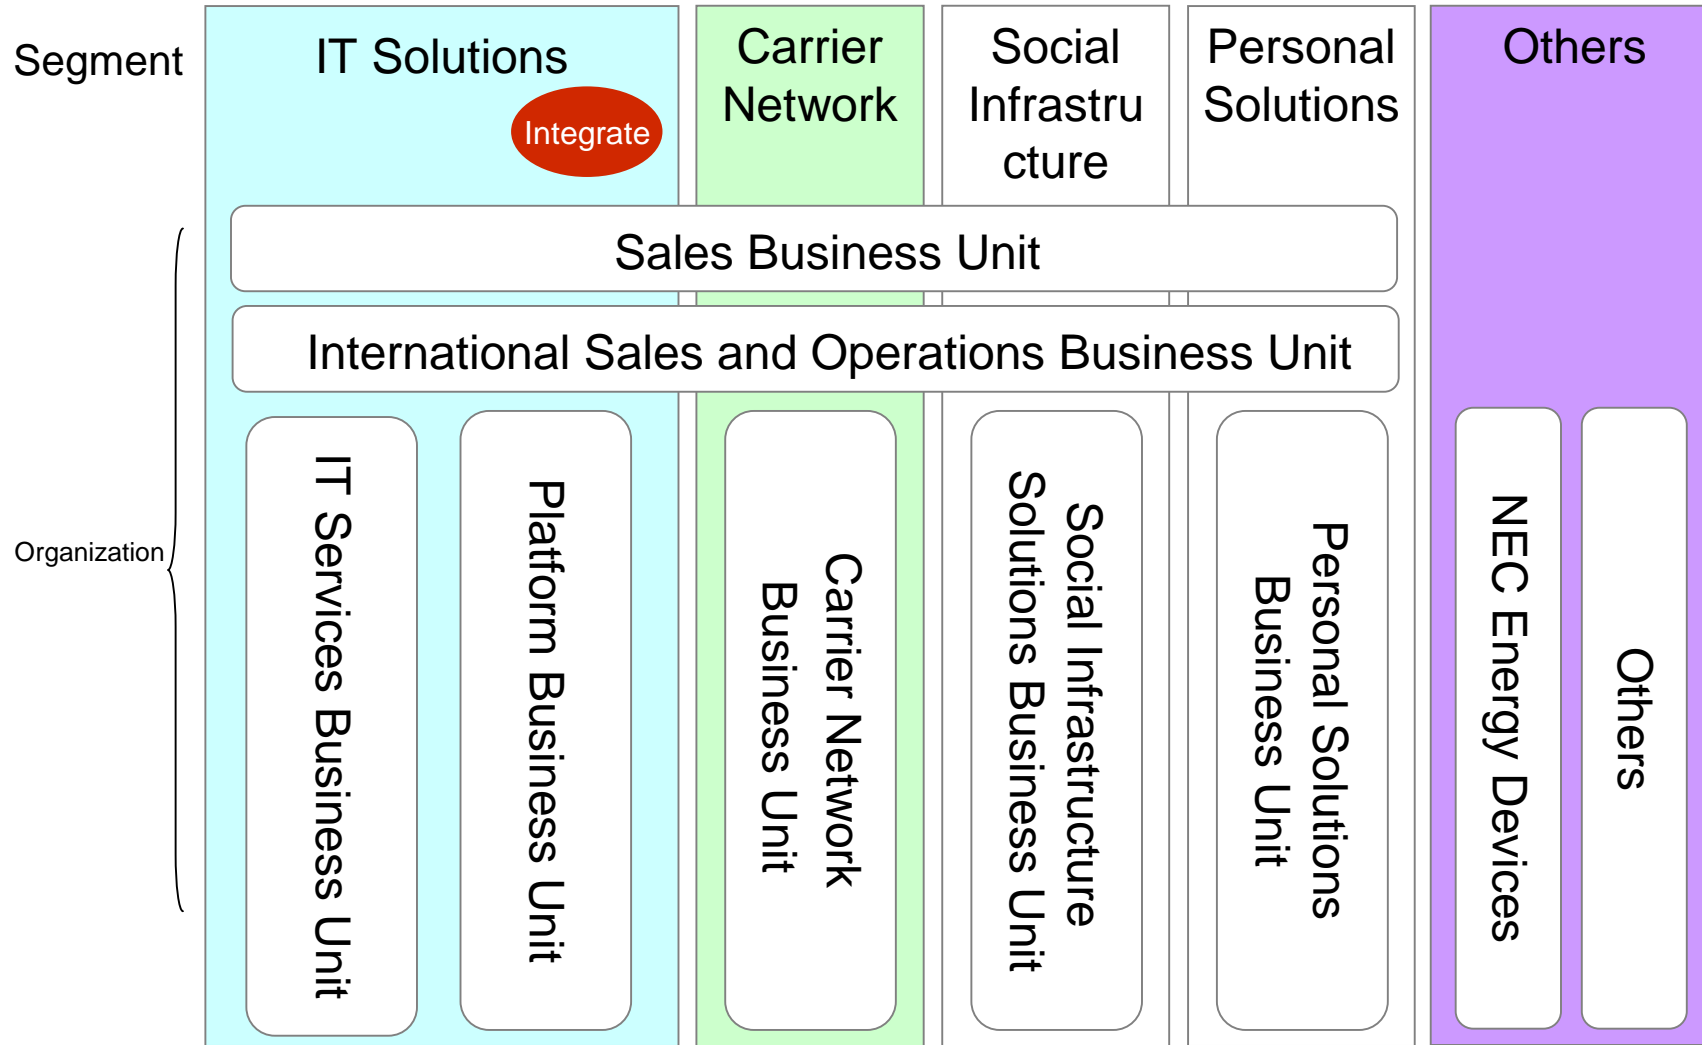 Segment
IT Solutions
Integrate
Carrier
Network
Social
Infrastru
cture
Personal
Solutions
Others
Sales Business Unit
International Sales and Operations Business Unit
Organization
IT Services Business Unit
Platform Business Unit
Carrier Network
Business Unit
Social Infrastructure
Solutions Business Unit
Personal Solutions
Business Unit
NEC Energy Devices
Others